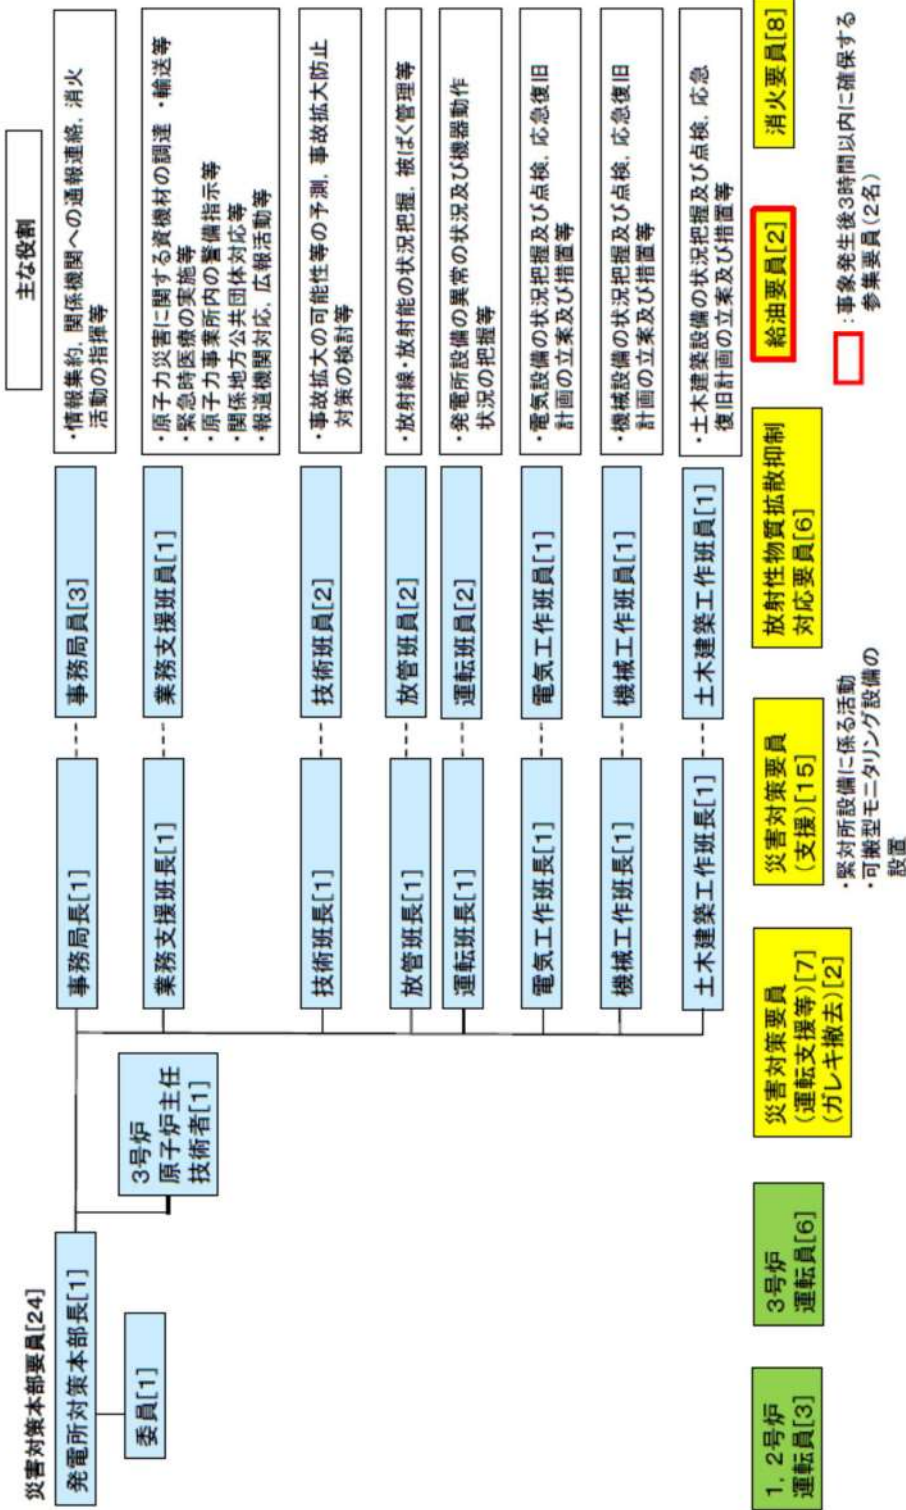 災害対策本部要員[24]
発電所対策本部長[1]
委員[1]
3号炉
原子炉主任
技術者[1]
主な役割
事務局長[1]
事務局員[3]
・情報集約，関係機関への通報連絡，消火
活動の指揮等
業務支援班長[1]
業務支援班員[1]
・原子力災害に関する資機材の調達・輸送等
・緊急時医療の実施等
・原子力事業所内の警備指示等
・関係地方公共団体対応等
・報道機関対応，広報活動等
技術班長[1]
技術班員[2]
・事故拡大の可能性等の予測，事故拡大防止
対策の検討等
放管班長[1]
放管班員[2]
・放射線・放射能の状況把握，被ばく管理等
運転班長[1]
運転班員[2]
・発電所設備の異常の状況及び機器動作
状況の把握等
電気工作班長[1]
電気工作班員[1]
・電気設備の状況把握及び点検，応急復旧
計画の立案及び措置等
機械工作班長[1]
機械工作班員[1]
・機械設備の状況把握及び点検，応急復旧
計画の立案及び措置等
土木建築工作班長[1]
土木建築工作班員[1]
・土木建築設備の状況把握及び点検，応急
復旧計画の立案及び措置等
1，2号炉
運転員[3]
3号炉
運転員[6]
災害対策要員
（運転支援等）[7]
（ガレキ撤去）[2]
災害対策要員
（支援）[15]
・緊対所設備に係る活動
・可搬型モニタリング設備の
設置
放射性物質拡散抑制
対応要員[6]
給油要員[2]
消火要員[8]
：事象発生後3時間以内に確保する
参集要員（2名）